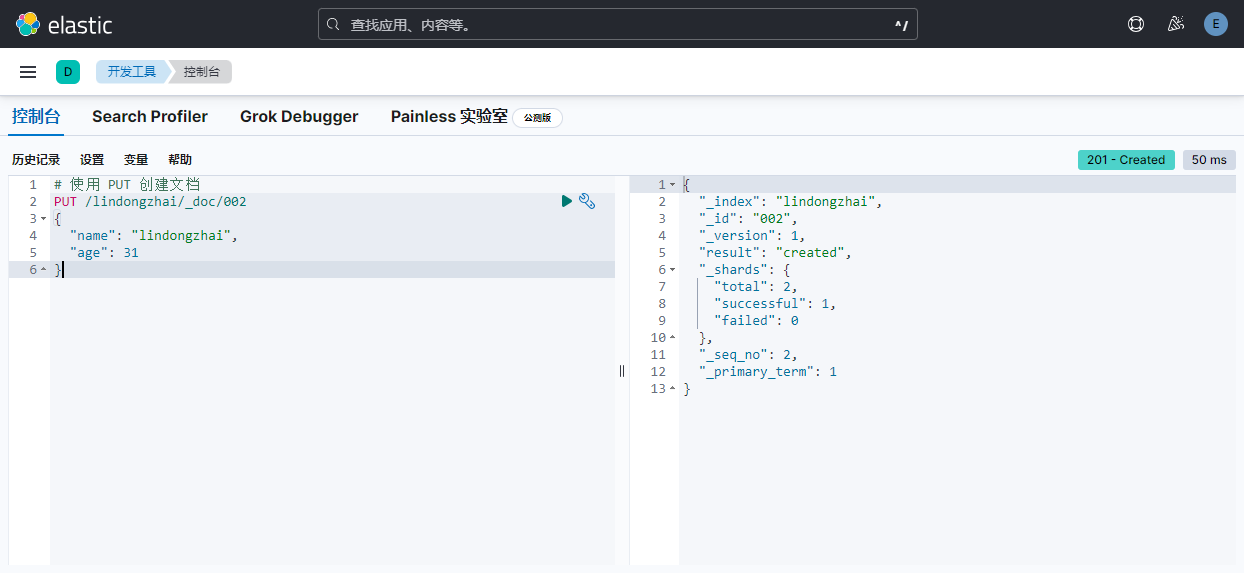 elastic
查找应用、内容等。
^/
E
D
开发工具
控制台
控制台
Search Profiler
Grok Debugger
Painless 实验室
公测版
历史记录
设置
变量
帮助
201 - Created
50 ms
1 # 使用 PUT 创建文档
2 PUT /lindongzhai/_doc/002
3 {
4 "name": "lindongzhai",
5 "age": 31
6 }
1 {
2 "_index": "lindongzhai",
3 "_id": "002",
4 "_version": 1,
5 "result": "created",
6 "_shards": {
7 "total": 2,
8 "successful": 1,
9 "failed": 0
10 },
11 "_seq_no": 2,
12 "_primary_term": 1
13 }